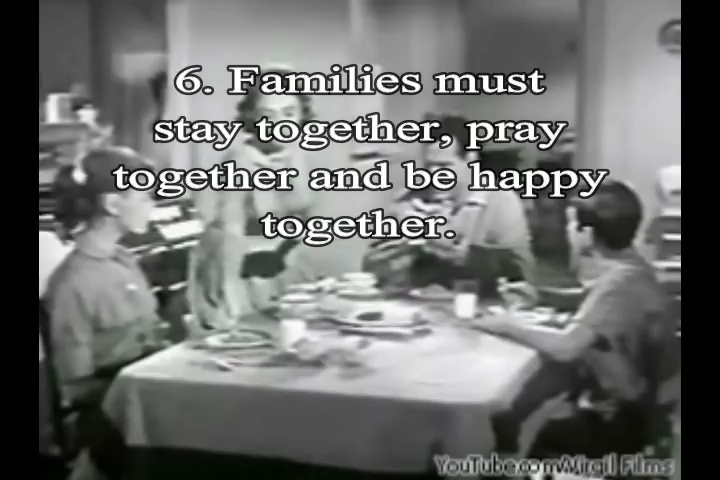 6. Families must
stay together, pray
together and be happy
together.
YouTube.com/Virgil Films